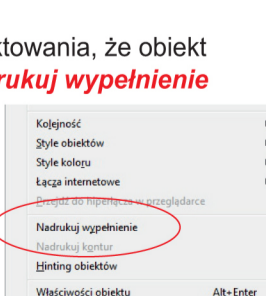 ktowania, że obiekt
rukuj wypełnienie
Kolejność
Style obiektów
Style koloru
Łącza internetowe
Przejdź do hiperłącza w przeglądarce
Nadrukuj wypełnienie
Nadrukuj kontur
Hinting obiektów
Właściwości obiektu Alt+Enter